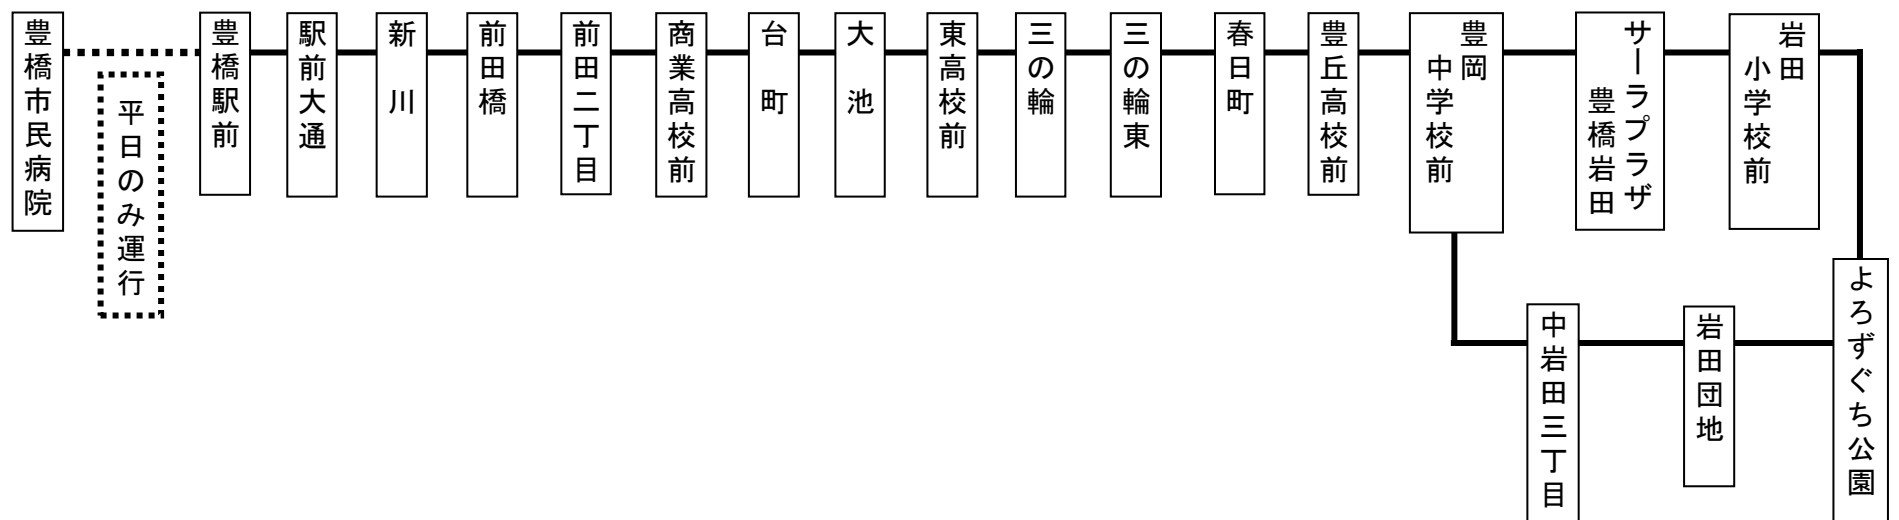 豊橋市民病院
平日のみ運行
豊橋駅前
駅前大通
新川
前田橋
前田二丁目
商業高校前
台町
大池
東高校前
三の輪
三の輪東
春日町
豊丘高校前
豊岡
中学校前
サーラプラザ
豊橋岩田
岩田
小学校前
よろずぐち公園
岩田団地
中岩田三丁目